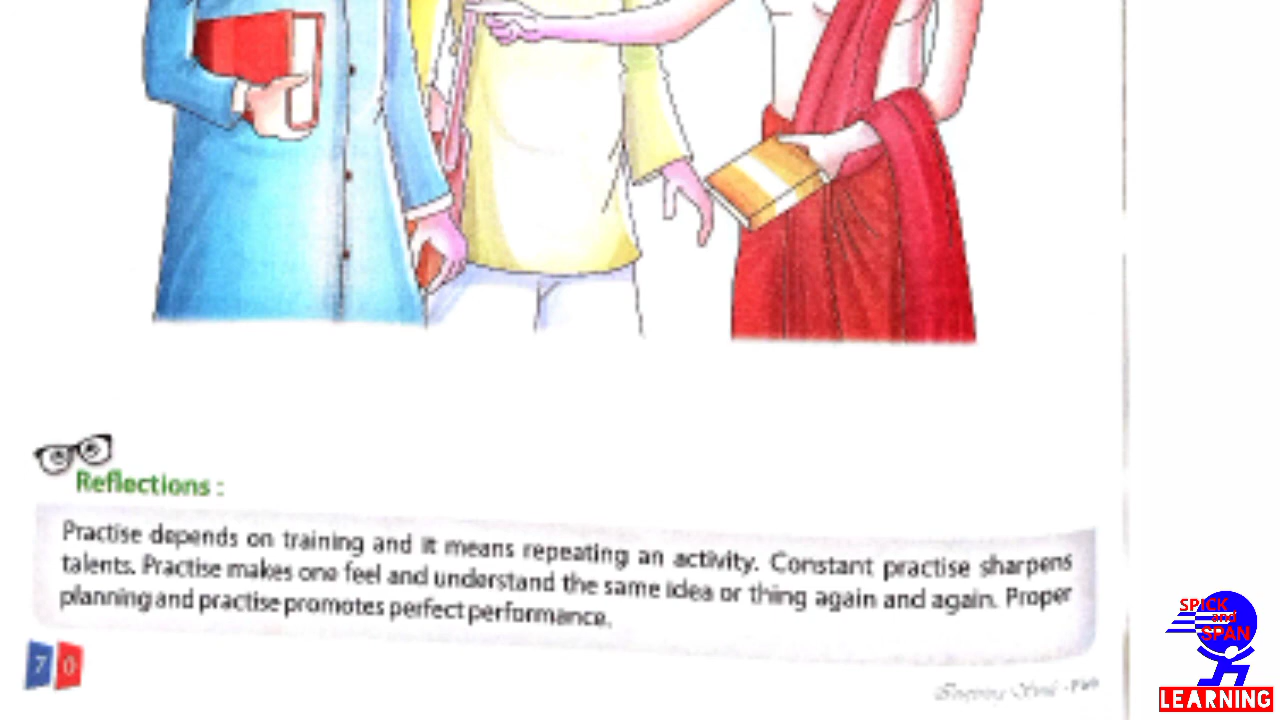 Reflections :
Practise depends on training and it means repeating an activity. Constant practise sharpens
talents. Practise makes one feel and understand the same idea or thing again and again. Proper
planning and practise promotes perfect performance.
7 0
SPICK
and
SPAN
LEARNING